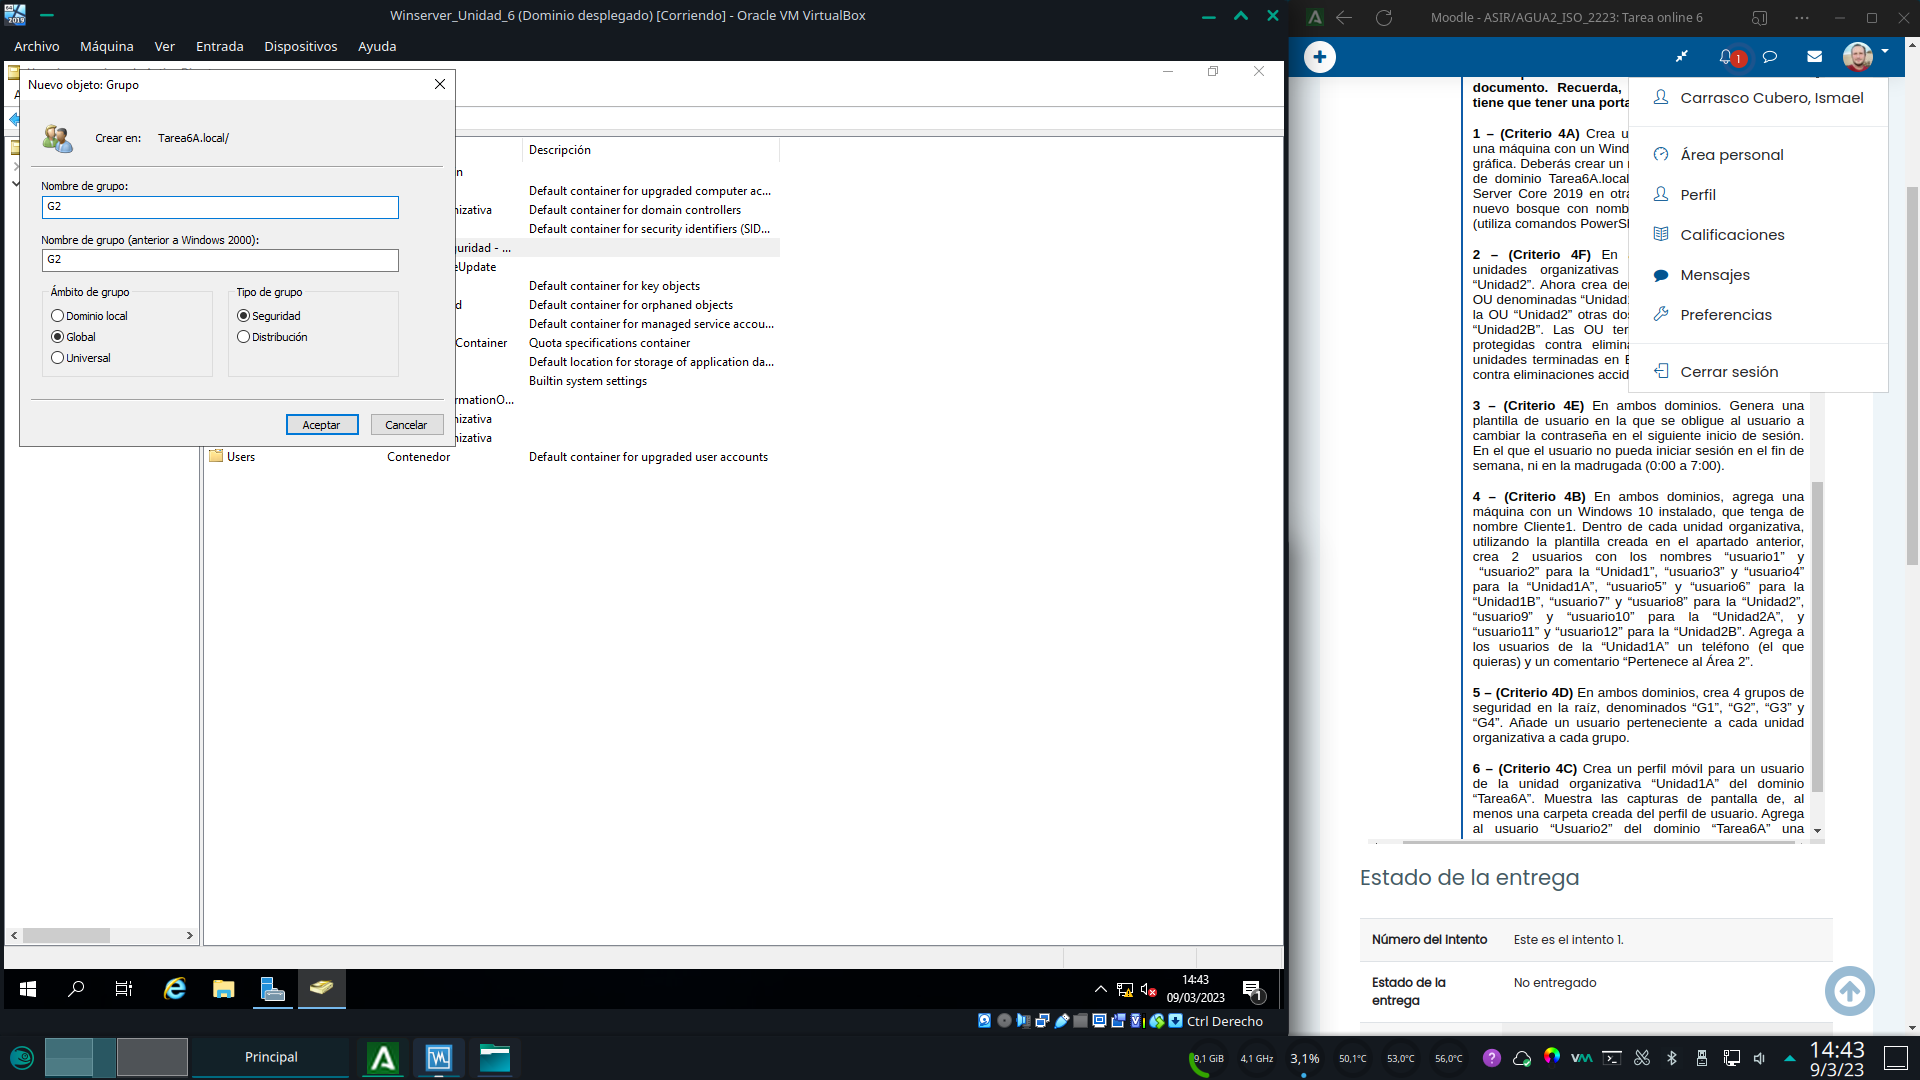 Winserver_Unidad_6 (Dominio desplegado) [Corriendo] - Oracle VM VirtualBox
Archivo Máquina Ver Entrada Dispositivos Ayuda
Nuevo objeto: Grupo
Crear en: Tarea6A.local/
Nombre de grupo:
G2
Nombre de grupo (anterior a Windows 2000):
G2
Ámbito de grupo
Dominio local
Global
Universal
Tipo de grupo
Seguridad
Distribución
Aceptar Cancelar
Descripción
Default container for upgraded computer ac...
nizativa Default container for domain controllers
Default container for security identifiers (SID...
uridad - ...
eUpdate
Default container for key objects
Default container for orphaned objects
Default container for managed service accou...
Container Quota specifications container
Default location for storage of application da...
Builtin system settings
rmationO...
nizativa
nizativa
Users Contenedor Default container for upgraded user accounts
14:43
09/03/2023
1
Ctrl Derecho
Moodle - ASIR/AGUA2_ISO_2223: Tarea online 6
1
documento. Recuerda,
tiene que tener una porta
1 – (Criterio 4A) Crea u
una máquina con un Wind
gráfica. Deberás crear un
de dominio Tarea6A.local
Server Core 2019 en otra
nuevo bosque con nomb
(utiliza comandos PowerSh
2 – (Criterio 4F) En
unidades organizativas
“Unidad2”. Ahora crea de
OU denominadas “Unidad
la OU “Unidad2” otras do
“Unidad2B”. Las OU ter
protegidas contra elimina
unidades terminadas en B
contra eliminaciones accid
Carrasco Cubero, Ismael
Área personal
Perfil
Calificaciones
Mensajes
Preferencias
Cerrar sesión
3 – (Criterio 4E) En ambos dominios. Genera una
plantilla de usuario en la que se obligue al usuario a
cambiar la contraseña en el siguiente inicio de sesión.
En el que el usuario no pueda iniciar sesión en el fin de
semana, ni en la madrugada (0:00 a 7:00).
4 – (Criterio 4B) En ambos dominios, agrega una
máquina con un Windows 10 instalado, que tenga de
nombre Cliente1. Dentro de cada unidad organizativa,
utilizando la plantilla creada en el apartado anterior,
crea 2 usuarios con los nombres “usuario1” y
“usuario2” para la “Unidad1”, “usuario3” y “usuario4”
para la “Unidad1A”, “usuario5” y “usuario6” para la
“Unidad1B”, “usuario7” y “usuario8” para la “Unidad2”,
“usuario9” y “usuario10” para la “Unidad2A”, y
“usuario11” y “usuario12” para la “Unidad2B”. Agrega a
los usuarios de la “Unidad1A” un teléfono (el que
quieras) y un comentario “Pertenece al Área 2”.
5 – (Criterio 4D) En ambos dominios, crea 4 grupos de
seguridad en la raíz, denominados “G1”, “G2”, “G3” y
“G4”. Añade un usuario perteneciente a cada unidad
organizativa a cada grupo.
6 – (Criterio 4C) Crea un perfil móvil para un usuario
de la unidad organizativa “Unidad1A” del dominio
“Tarea6A”. Muestra las capturas de pantalla de, al
menos una carpeta creada del perfil de usuario. Agrega
al usuario “Usuario2” del dominio “Tarea6A” una
Estado de la entrega
Número del intento Este es el intento 1.
Estado de la entrega No entregado
Principal
9,1 GiB 4,1 GHz 3,1% 50,1°C 53,0°C 56,0°C
14:43
9/3/23